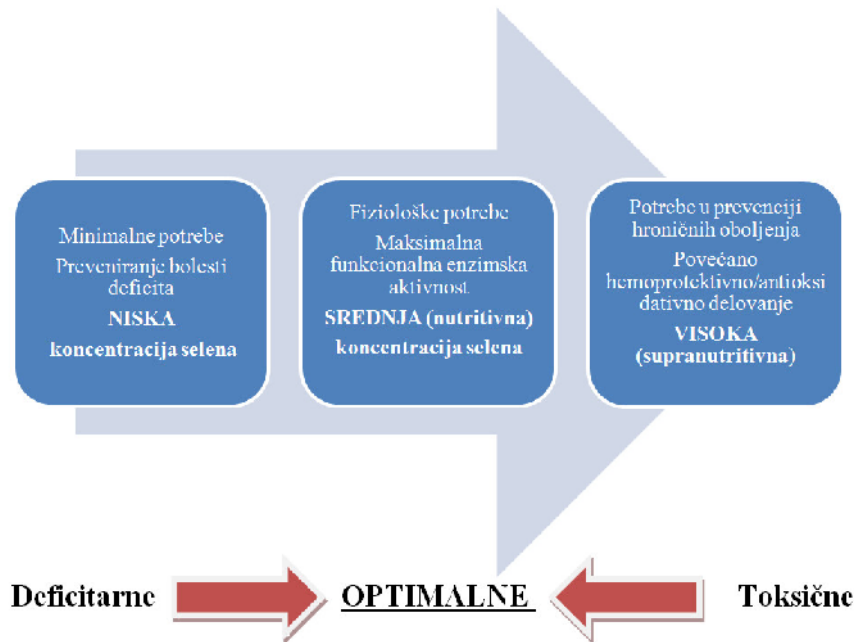 Minimalne potrebe
Preveniranje bolesti
deficita
NISKA
koncentracija selena
Fiziološke potrebe
Maksimalna
funkcionalna enzimska
aktivnost
SREDNJA (nutritivna)
koncentracija selena
Potrebe u prevenciji
hroničnih oboljenja
Povećano
hemoprotektivno/antioksi
dativno delovanje
VISOKA
(supranutritivna)
Deficitarne
OPTIMALNE
Toksične